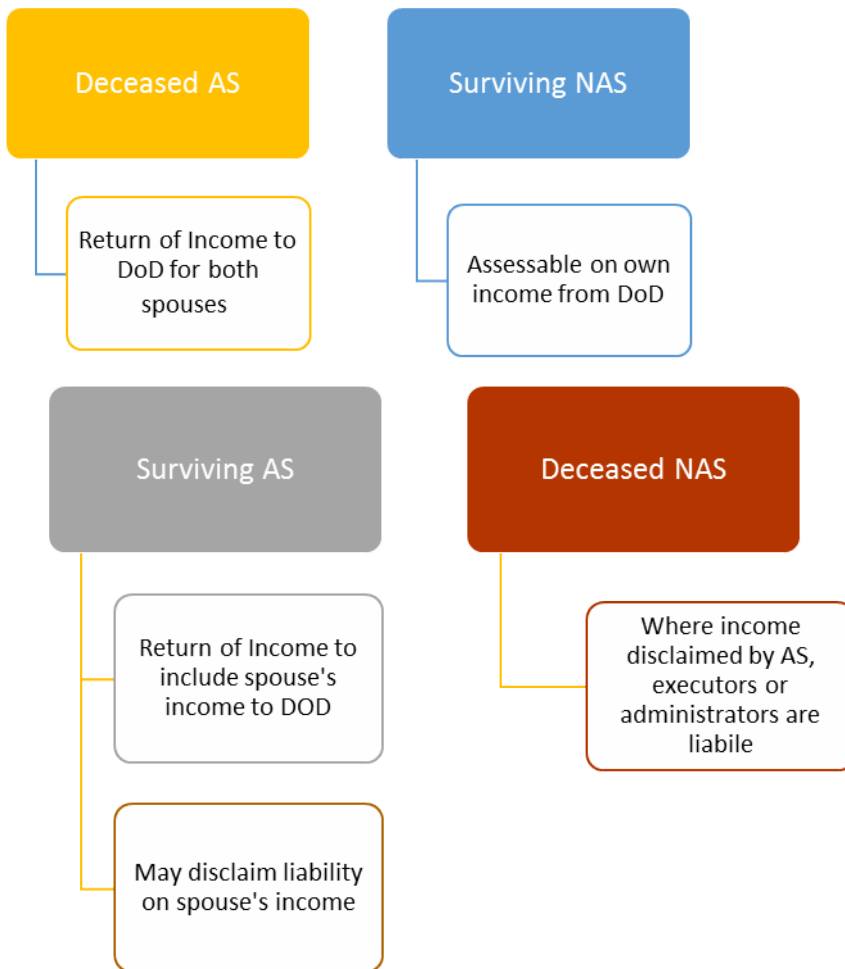 Deceased AS
Surviving NAS
Return of Income to
DoD for both
spouses
Assessable on own
income from DoD
Surviving AS
Deceased NAS
Return of Income to
include spouse's
income to DOD
Where income
disclaimed by AS,
executors or
administrators are
liabile
May disclaim liability
on spouse's income